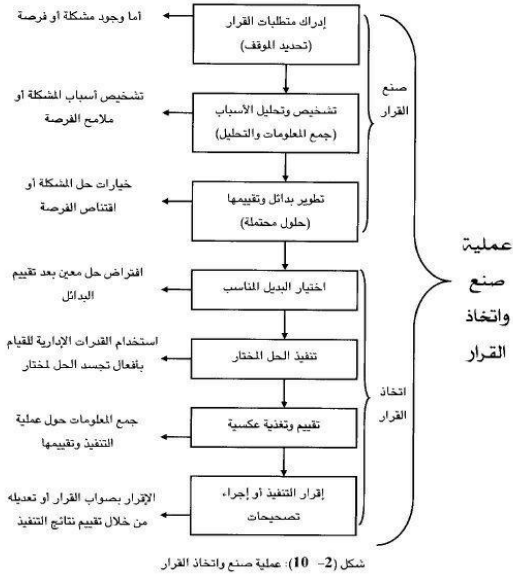 إدراك متطلبات القرار
(تحديد الموقف)
أما وجود مشكلة أو فرصة
تشخيص وتحليل الأسباب
(جمع المعلومات والتحليل)
تشخيص أسباب المشكلة أو
ملامح الفرصة
تطوير بدائل وتقييمها
(حلول محتملة)
خيارات حل المشكلة أو
اقتناص الفرصة
صنع
القرار
اختيار البديل المناسب
افتراض حل معين بعد تقييم
البدائل
تنفيذ الحل المختار
استخدام القدرات الإدارية للقيام
بأفعال تجسد الحل لمختار
تقييم وتغذية عكسية
جمع المعلومات حول عملية
التنفيذ وتقييمها
إقرار التنفيذ أو إجراء
تصحيحات
الإقرار بصواب القرار أو تعديله
من خلال تقييم نتائج التنفيذ
اتخاذ
القرار
عملية
صنع
واتخاذ
القرار
شكل (2- 10): عملية صنع واتخاذ القرار